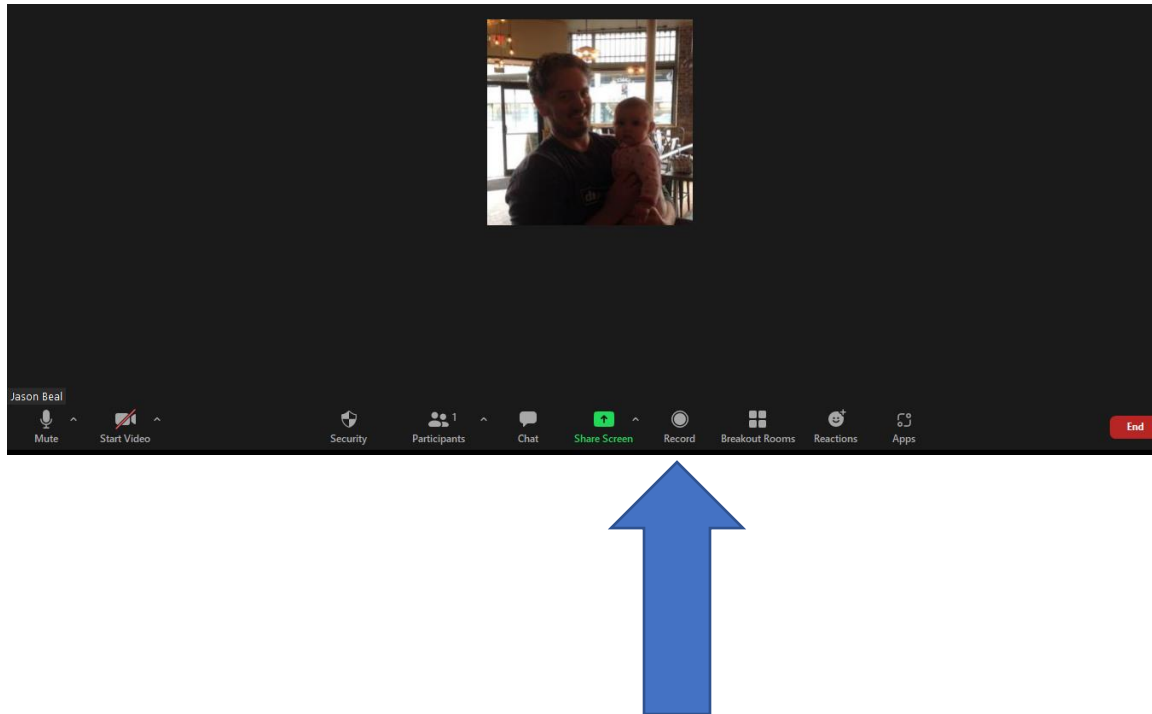 Jason Beal
Mute
Start Video
Security
1
Participants
Chat
Share Screen
Record
Breakout Rooms
Reactions
Apps
End